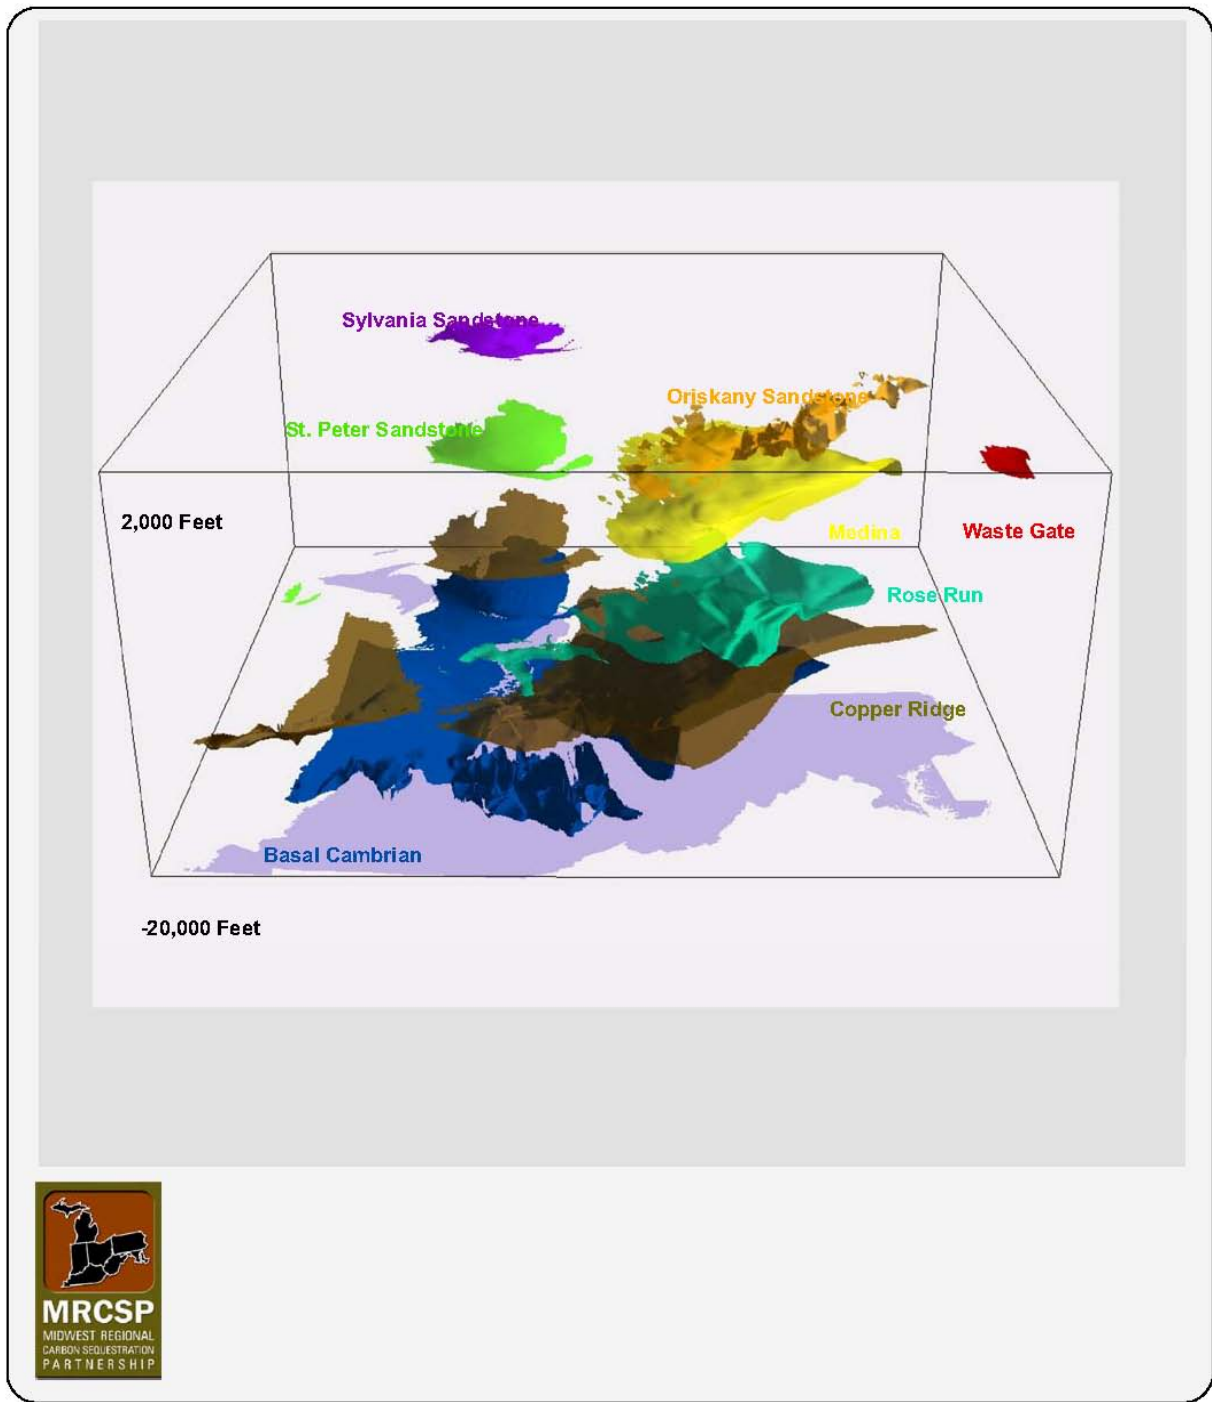 Sylvania Sandstone
Oriskany Sandstone
St. Peter Sandstone
2,000 Feet
Medina
Waste Gate
Rose Run
Copper Ridge
Basal Cambrian
-20,000 Feet
MRCSP
MIDWEST REGIONAL
CARBON SEQUESTRATION
PARTNERSHIP